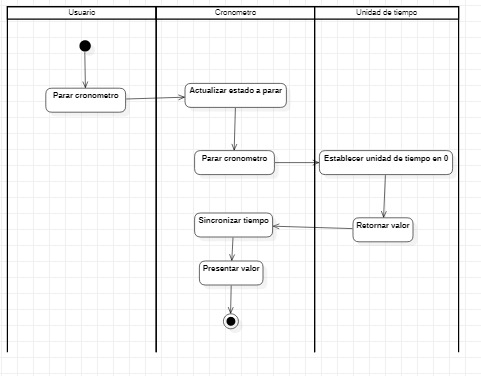 Usuario
Cronometro
Unidad de tiempo
Parar cronometro
Actualizar estado a parar
Parar cronometro
Establecer unidad de tiempo en 0
Sincronizar tiempo
Retornar valor
Presentar valor